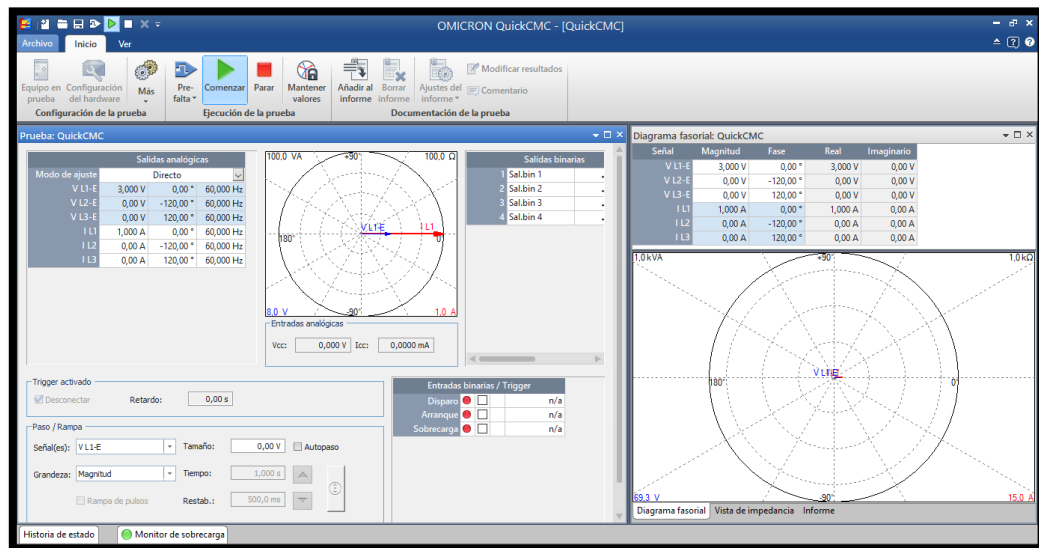 OMICRON QuickCMC - [QuickCMC]
Archivo Inicio Ver
Equipo en prueba Configuración del hardware Más Pre-falta Comenzar Parar Mantener valores Añadir al informe Borrar informe Ajustes del informe Modificar resultados
Comentario
Configuración de la prueba Ejecución de la prueba Documentación de la prueba
Prueba: QuickCMC
Salidas analógicas
Modo de ajuste Directo
V L1-E 3,000 V 0,00 ° 60,000 Hz
V L2-E 0,00 V -120,00 ° 60,000 Hz
V L3-E 0,00 V 120,00 ° 60,000 Hz
I L1 1,000 A 0,00 ° 60,000 Hz
I L2 0,00 A -120,00 ° 60,000 Hz
I L3 0,00 A 120,00 ° 60,000 Hz
100,0 VA +90° 100,0 Ω
V L1-E I L1
180° 0°
8,0 V -90° 1,0 A
Entradas analógicas
Vcc: 0,000 V Icc: 0,0000 mA
Salidas binarias
1 Sal.bin 1
2 Sal.bin 2
3 Sal.bin 3
4 Sal.bin 4
Trigger activado
Desconectar Retardo: 0,00 s
Paso / Rampa
Señal(es): V L1-E Tamaño: 0,00 V Autopaso
Grandeza: Magnitud Tiempo: 1,000 s
Rampa de pulsos Restab.: 500,0 ms
Entradas binarias / Trigger
Disparo n/a
Arranque n/a
Sobrecarga n/a
Diagrama fasorial: QuickCMC
Señal Magnitud Fase Real Imaginario
V L1-E 3,000 V 0,00 ° 3,000 V 0,00 V
V L2-E 0,00 V -120,00 ° 0,00 V 0,00 V
V L3-E 0,00 V 120,00 ° 0,00 V 0,00 V
I L1 1,000 A 0,00 ° 1,000 A 0,00 A
I L2 0,00 A -120,00 ° 0,00 A 0,00 A
I L3 0,00 A 120,00 ° 0,00 A 0,00 A
1,0 kVA +90° 1,0 kΩ
V L1-E
180° 0°
69,3 V -90° 15,0 A
Diagrama fasorial Vista de impedancia Informe
Historia de estado Monitor de sobrecarga